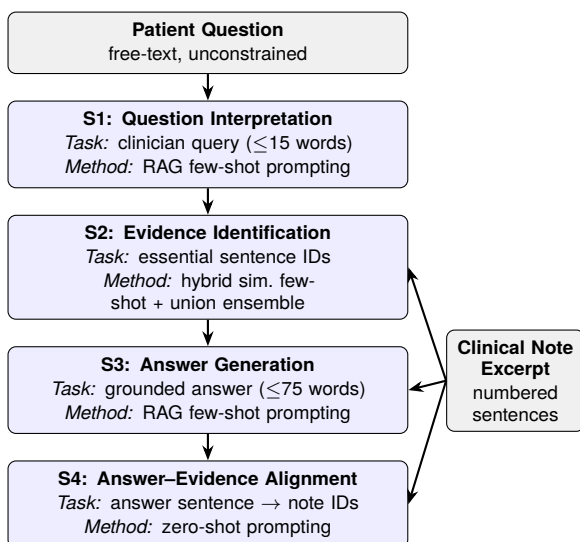 Patient Question
free-text, unconstrained
S1: Question Interpretation
Task: clinician query (≤15 words)
Method: RAG few-shot prompting
S2: Evidence Identification
Task: essential sentence IDs
Method: hybrid sim. few-
shot + union ensemble
S3: Answer Generation
Task: grounded answer (≤75 words)
Method: RAG few-shot prompting
S4: Answer–Evidence Alignment
Task: answer sentence → note IDs
Method: zero-shot prompting
Clinical Note
Excerpt
numbered
sentences